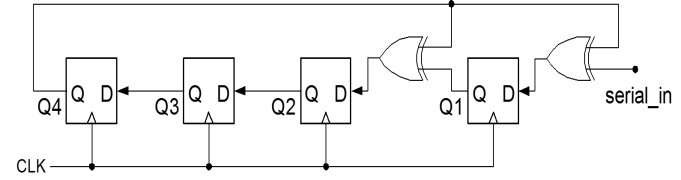 Q D Q D Q D Q D
Q4 Q3 Q2 Q1 serial_in
CLK